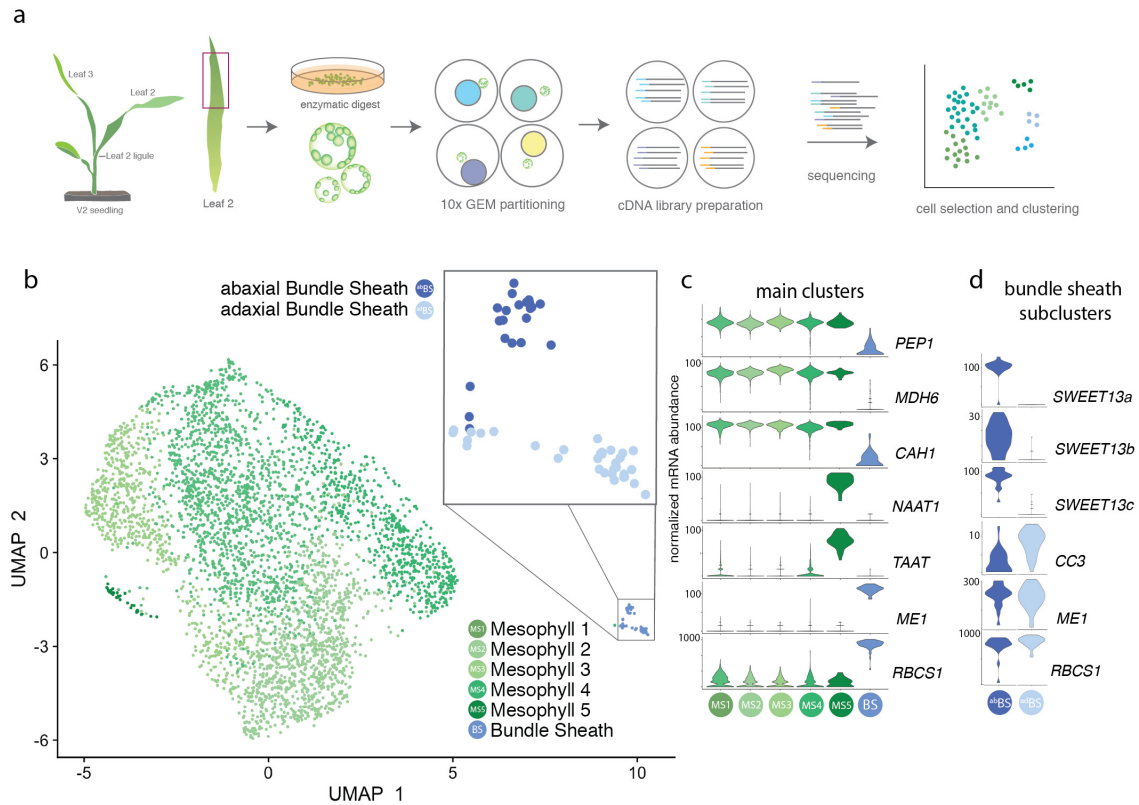 a
Leaf 3
Leaf 2
Leaf 2 ligule
V2 seedling
Leaf 2
enzymatic digest
10x GEM partitioning
cDNA library preparation
sequencing
cell selection and clustering
b
abaxial Bundle Sheath abBS
adaxial Bundle Sheath adBS
UMAP_2
6
3
0
-3
-6
-5
0
5
10
UMAP_1
MS1 Mesophyll 1
MS2 Mesophyll 2
MS3 Mesophyll 3
MS4 Mesophyll 4
MS5 Mesophyll 5
BS Bundle Sheath
c
main clusters
normalized mRNA abundance
PEP1
100
MDH6
100
CAH1
100
NAAT1
100
TAAT
100
ME1
1000
RBCS1
MS1 MS2 MS3 MS4 MS5 BS
d
bundle sheath
subclusters
100
SWEET13a
30
SWEET13b
100
SWEET13c
10
CC3
300
ME1
1000
RBCS1
abBS adBS